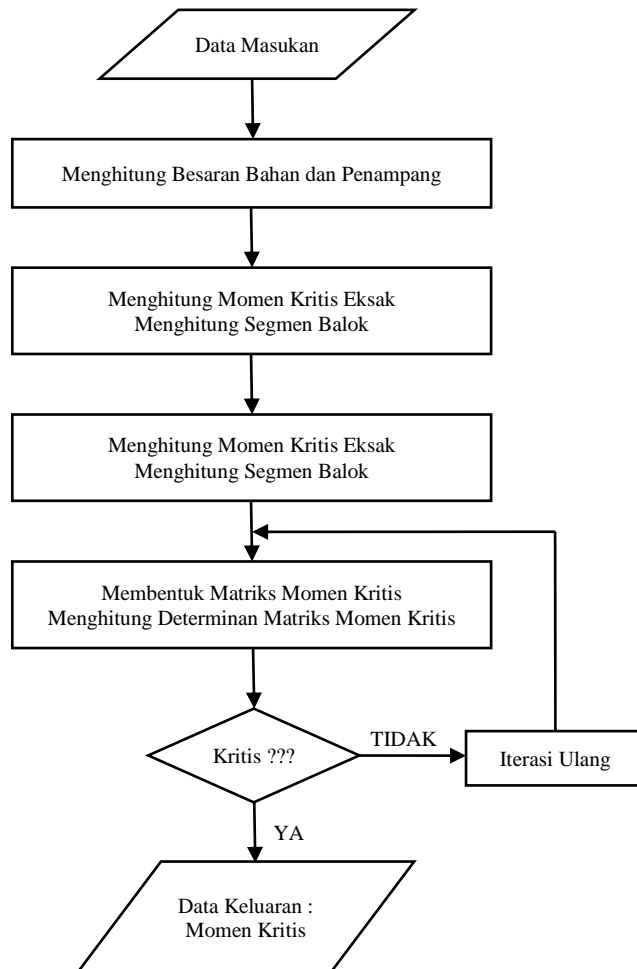 Data Masukan
Menghitung Besaran Bahan dan Penampang
Menghitung Momen Kritis Eksak
Menghitung Segmen Balok
Menghitung Momen Kritis Eksak
Menghitung Segmen Balok
Membentuk Matriks Momen Kritis
Menghitung Determinan Matriks Momen Kritis
Kritis ???
TIDAK
Iterasi Ulang
YA
Data Keluaran :
Momen Kritis